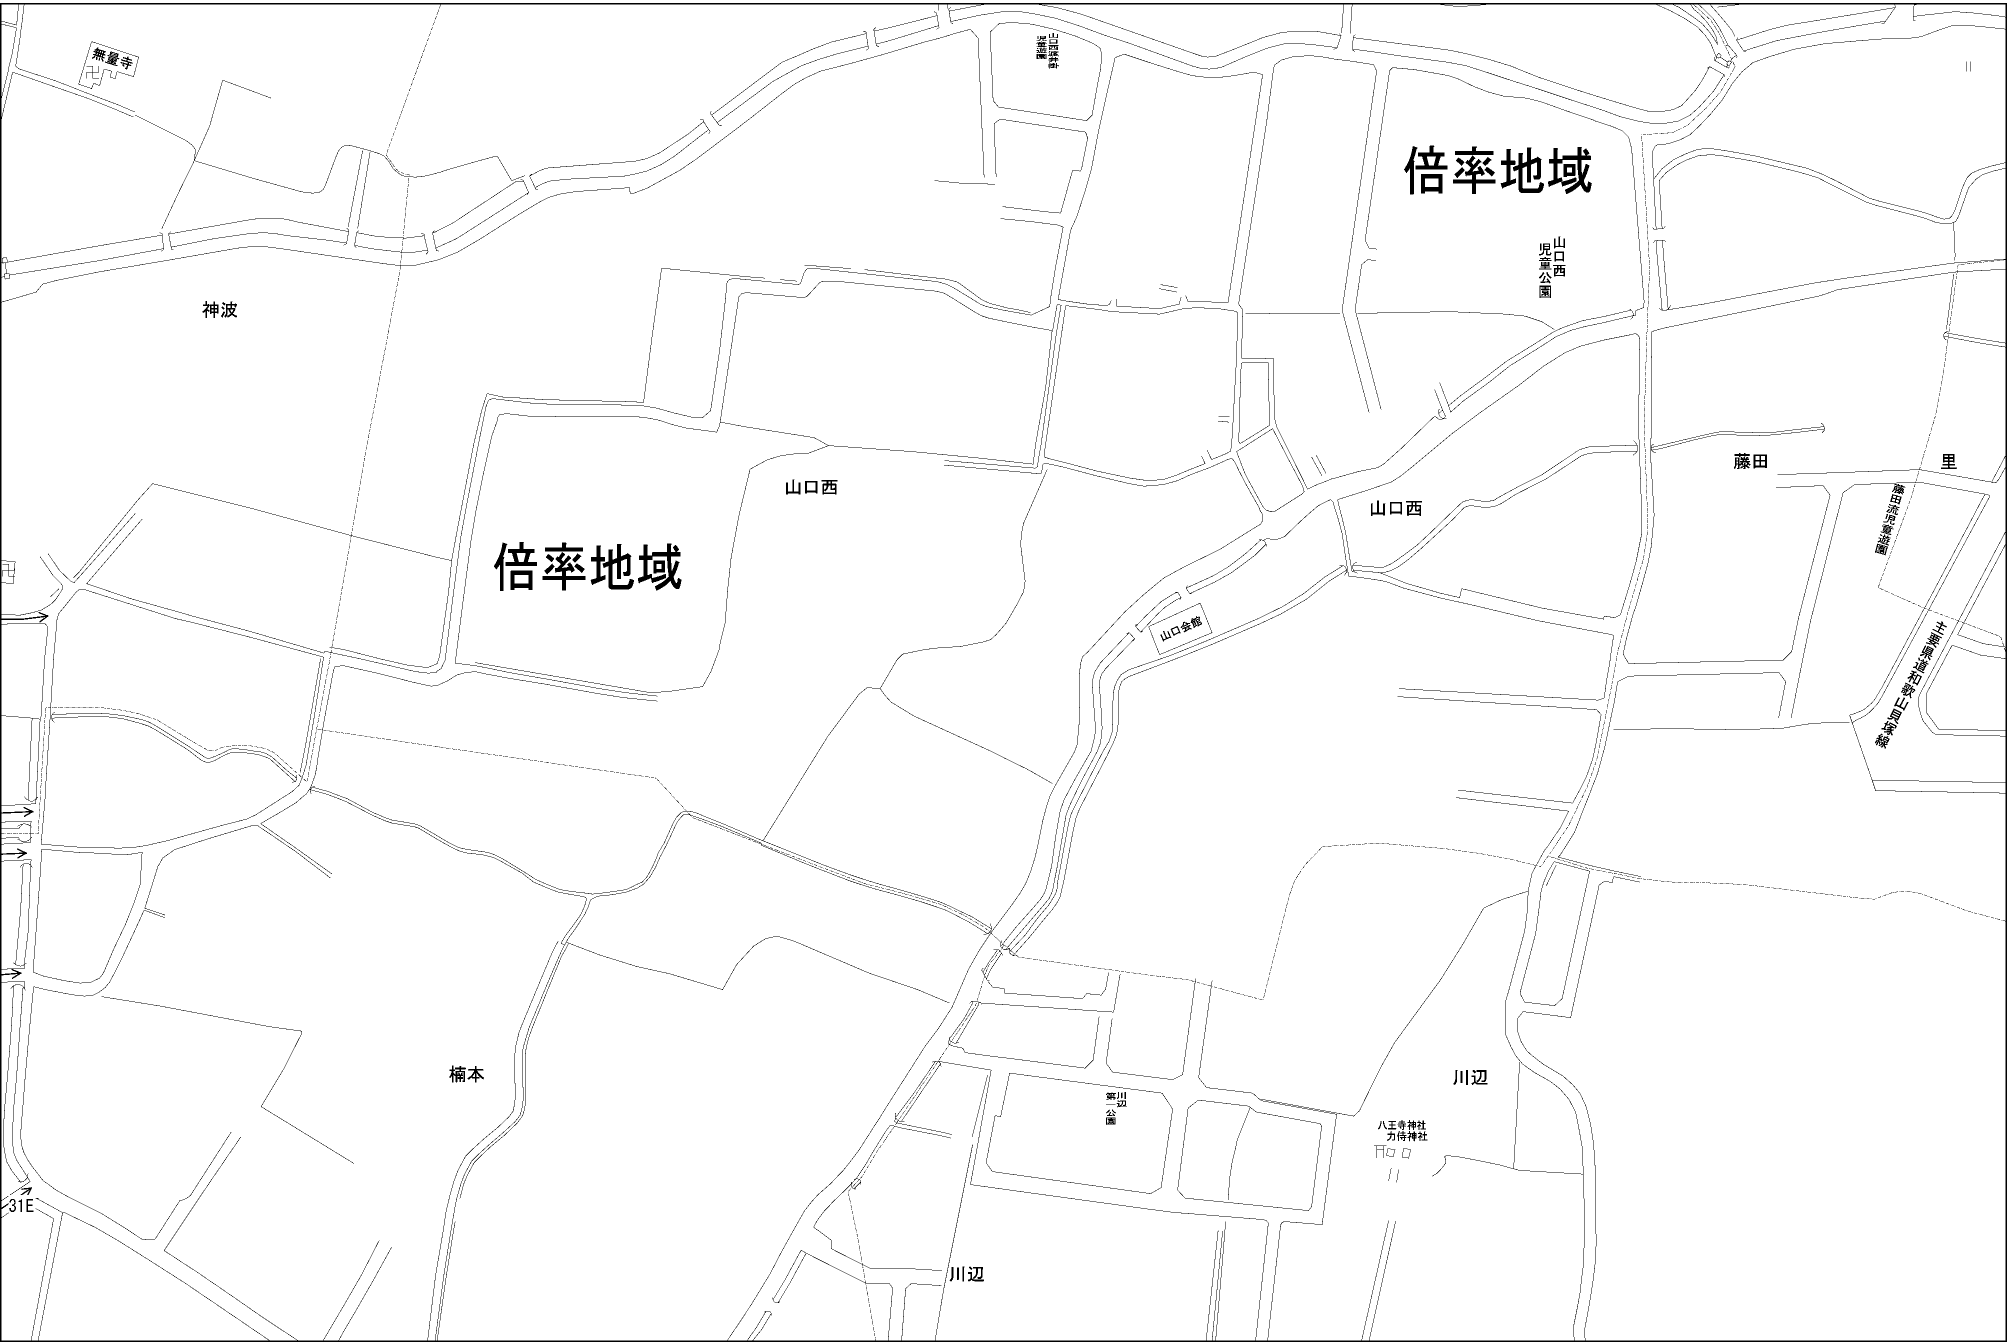 無量寺
倍率地域
山口西
児童公園
神波
藤田
里
山口西
山口西
藤田流児童遊園
倍率地域
山口会館
主要県道和歌山貝塚線
楠本
川辺
川辺
第一公園
八王寺神社
力侍神社
31E
川辺